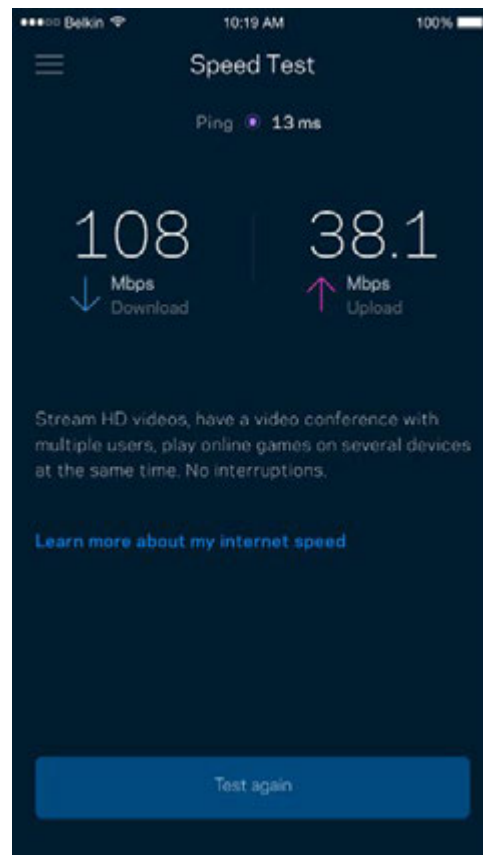 Belkin 10:19 AM 100%
Speed Test
Ping 13 ms
108 38.1
Mbps Mbps
Download Upload
Stream HD videos, have a video conference with
multiple users, play online games on several devices
at the same time. No interruptions.
Learn more about my internet speed
Test again